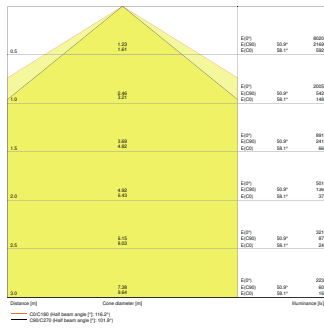 E(0°) 8020
1.23 E(C90) 50.9° 2169
0.5 1.61 E(C0) 58.1° 592
E(0°) 2005
2.46 E(C90) 50.9° 542
1.0 3.21 E(C0) 58.1° 148
E(0°) 891
3.69 E(C90) 50.9° 241
1.5 4.82 E(C0) 58.1° 66
E(0°) 501
4.92 E(C90) 50.9° 136
2.0 6.43 E(C0) 58.1° 37
E(0°) 321
6.15 E(C90) 50.9° 87
2.5 8.03 E(C0) 58.1° 24
E(0°) 223
7.38 E(C90) 50.9° 60
3.0 9.64 E(C0) 58.1° 16
Distance [m] Cone diameter [m] Illuminance [lx]
C0/C180 (Half beam angle [°]: 116.2°)
C90/C270 (Half beam angle [°]: 101.8°)